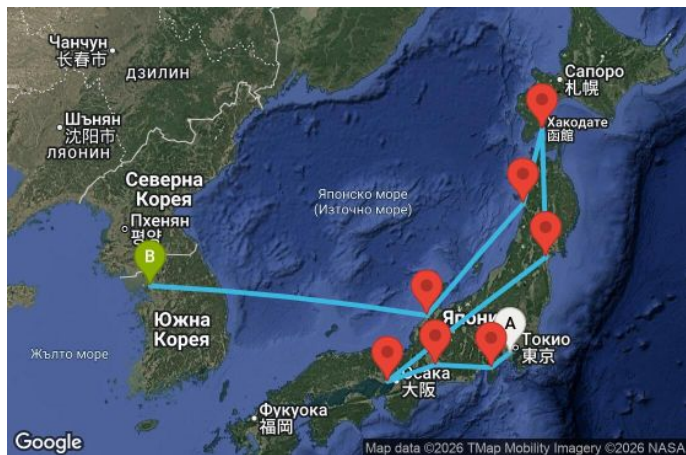 Чанчун
长春市
ДЗИЛИН
Шънян
沈阳市
ЛЯОНИН
Северна
Корея
Пхенян
평양
B
Южна
Корея
Жълто море
Японско море
(Източно море)
Сапоро
札幌
Хакодате
函館
A
Токио
東京
Осака
大阪
Фукуока
福岡
Google
Map data ©2026 TMap Mobility Imagery ©2026 NASA